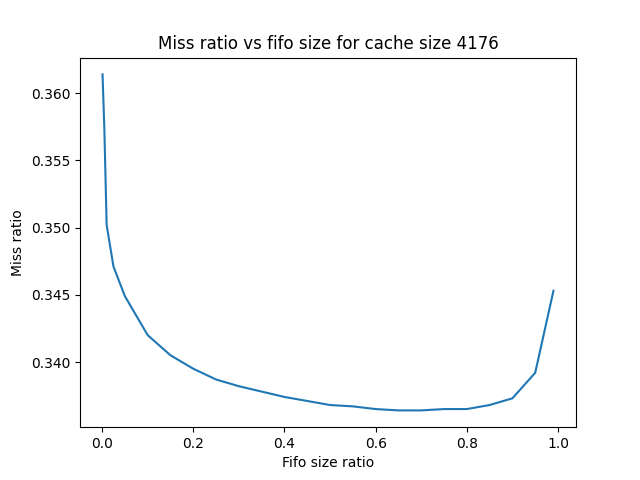 Miss ratio vs fifo size for cache size 4176
0.360
0.355
0.350
0.345
0.340
Miss ratio
0.0 0.2 0.4 0.6 0.8 1.0
Fifo size ratio